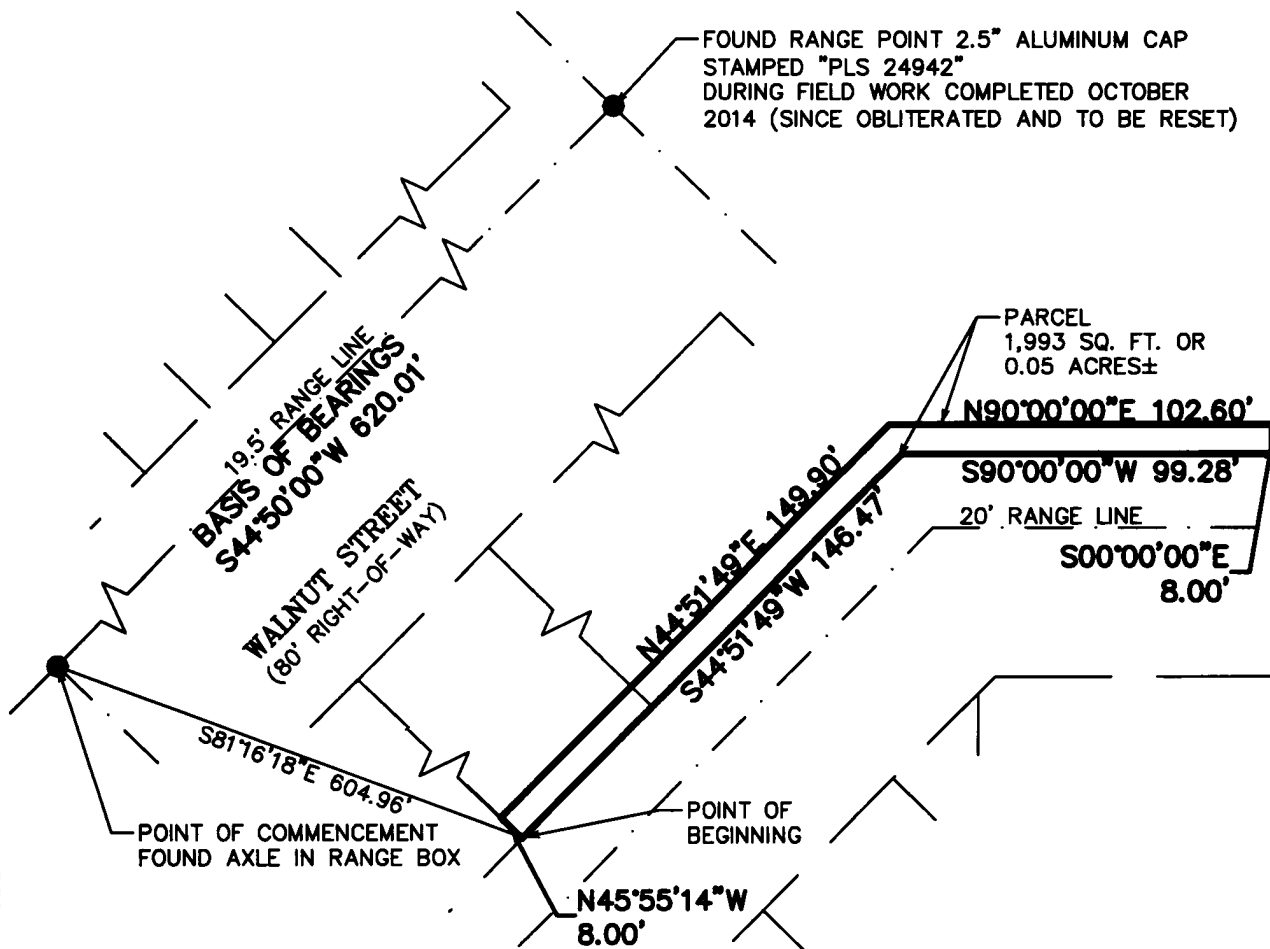 FOUND RANGE POINT 2.5" ALUMINUM CAP
STAMPED "PLS 24942"
DURING FIELD WORK COMPLETED OCTOBER
2014 (SINCE OBLITERATED AND TO BE RESET)
PARCEL
1,993 SQ. FT. OR
0.05 ACRES±
19.5' RANGE LINE
BASIS OF BEARINGS
S44°50'00"W 620.01'
N90°00'00"E 102.60'
S90°00'00"W 99.28'
20' RANGE LINE
S00°00'00"E
8.00'
WALNUT STREET
(80' RIGHT-OF-WAY)
N44°51'49"E 149.90'
S44°51'49"W 146.47'
S81°16'18"E 604.96'
POINT OF COMMENCEMENT
FOUND AXLE IN RANGE BOX
POINT OF
BEGINNING
N45°55'14"W
8.00'